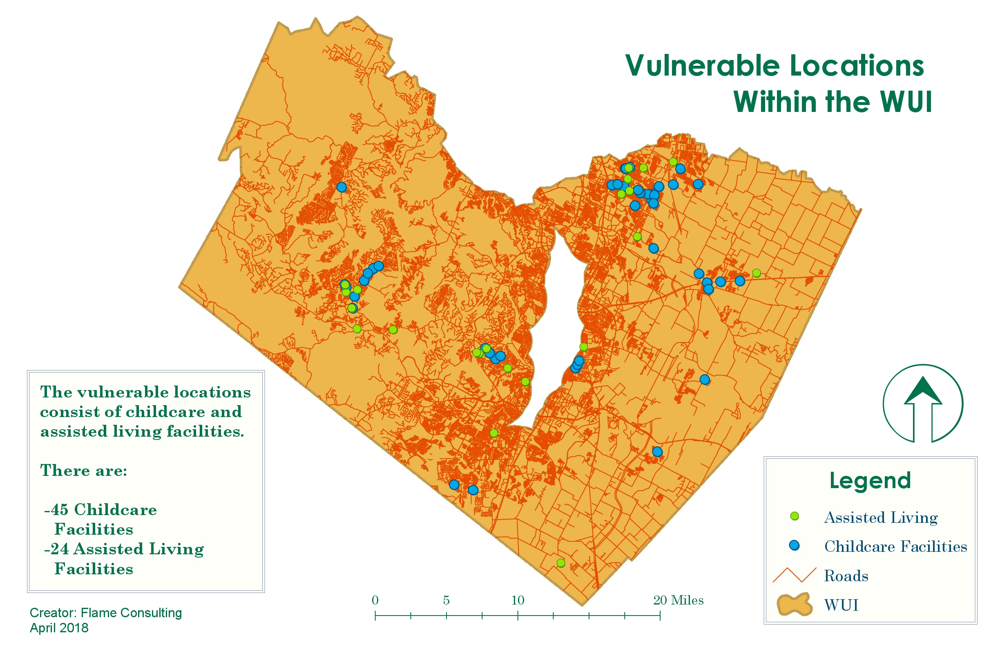 Vulnerable Locations
Within the WUI
The vulnerable locations
consist of childcare and
assisted living facilities.
There are:
-45 Childcare
Facilities
-24 Assisted Living
Facilities
Creator: Flame Consulting
April 2018
0 5 10 20 Miles
Legend
Assisted Living
Childcare Facilities
Roads
WUI